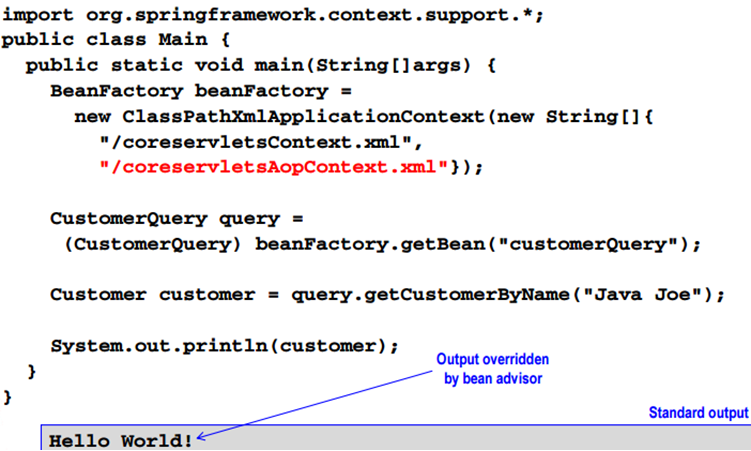 import org.springframework.context.support.*;
public class Main {
public static void main(String[]args) {
BeanFactory beanFactory =
new ClassPathXmlApplicationContext(new String[]{
"/coreservletsContext.xml",
"/coreservletsAopContext.xml"});
CustomerQuery query =
(CustomerQuery) beanFactory.getBean("customerQuery");
Customer customer = query.getCustomerByName("Java Joe");
System.out.println(customer);
}
}
Output overridden
by bean advisor
Standard output
Hello World!